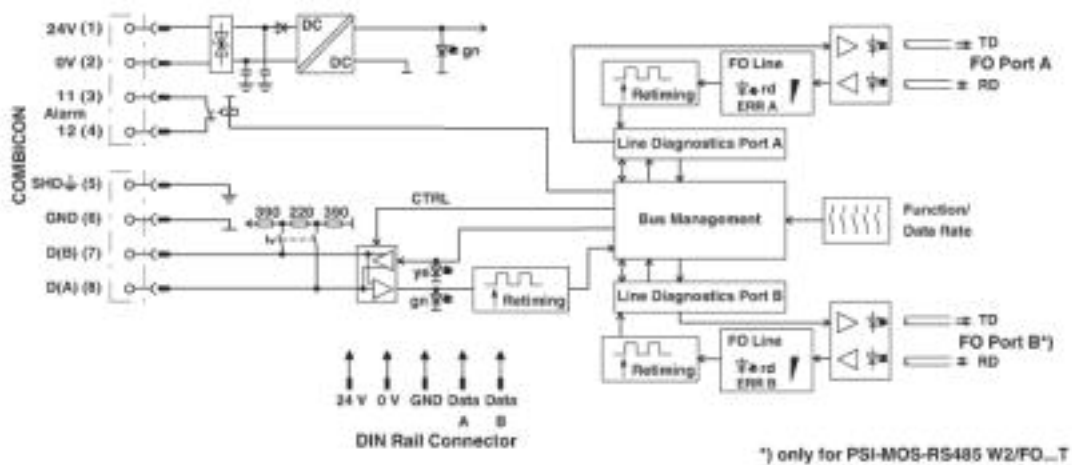 COMBICON
24V (1)
0V (2)
11 (3)
Alarm
12 (4)
SHD (5)
GND (6)
D(B) (7)
D(A) (8)
DC
DC
gn
390 220 390
CTRL
ye
gn
Retiming
Retiming
FO Line
rd
ERR A
TD
FO Port A
RD
Line Diagnostics Port A
Bus Management
Function/
Data Rate
Line Diagnostics Port B
Retiming
FO Line
rd
ERR B
TD
FO Port B*)
RD
24 V 0 V GND Data Data
A B
DIN Rail Connector
*) only for PSI-MOS-RS485 W2/FO...T